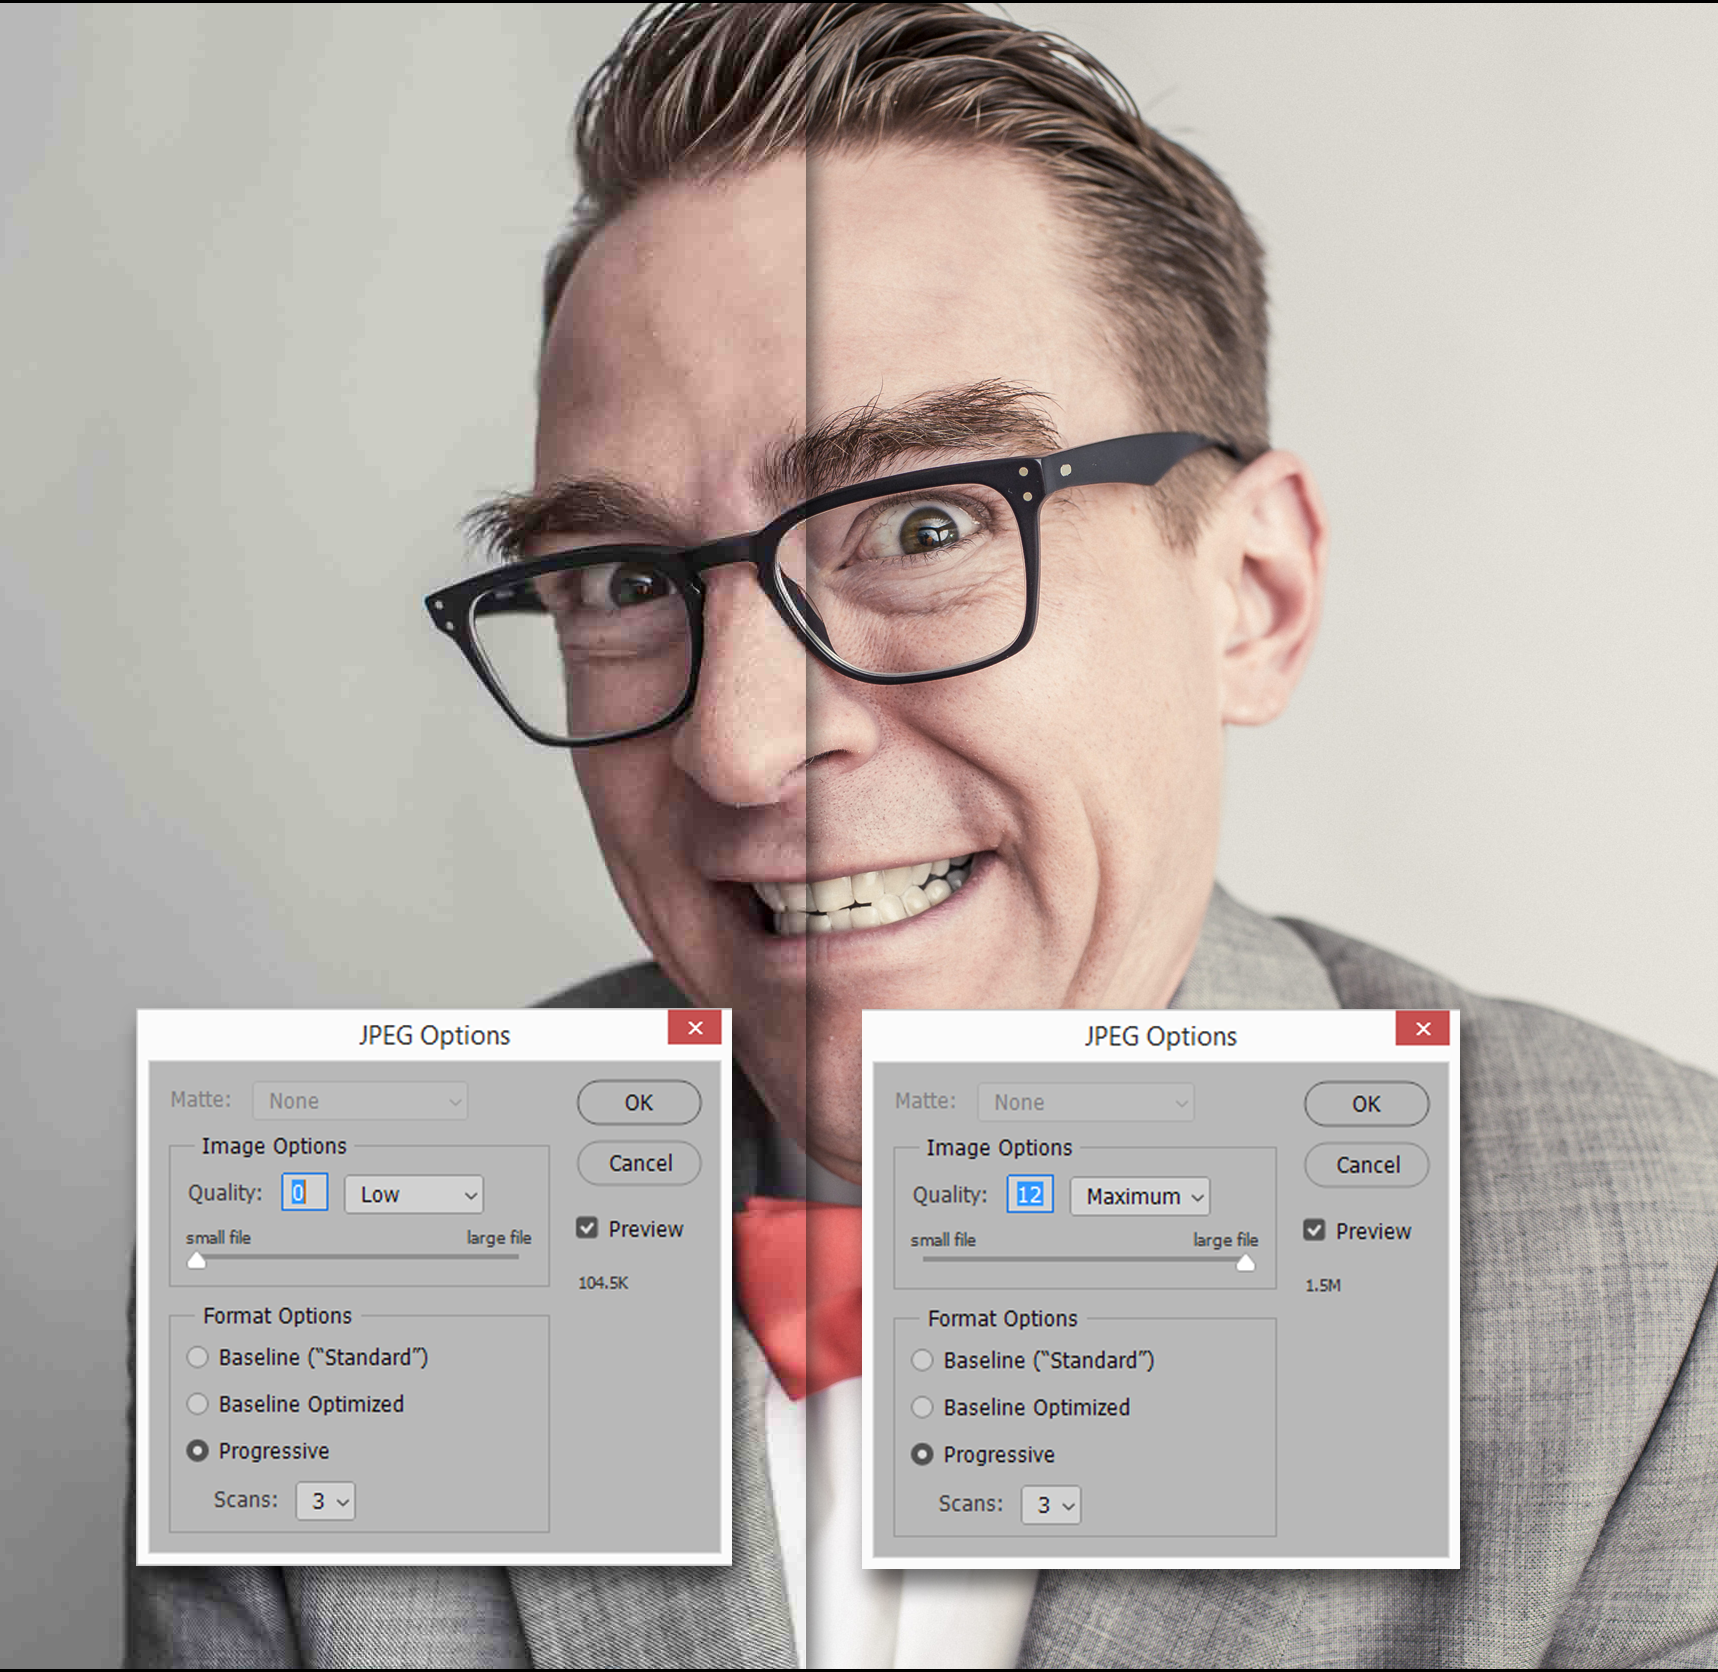 JPEG Options
Matte: None
OK
Image Options
Cancel
Quality: 0 Low
Preview
small file large file
104.5K
Format Options
Baseline (“Standard”)
Baseline Optimized
Progressive
Scans: 3
JPEG Options
Matte: None
OK
Image Options
Cancel
Quality: 12 Maximum
Preview
small file large file
1.5M
Format Options
Baseline (“Standard”)
Baseline Optimized
Progressive
Scans: 3